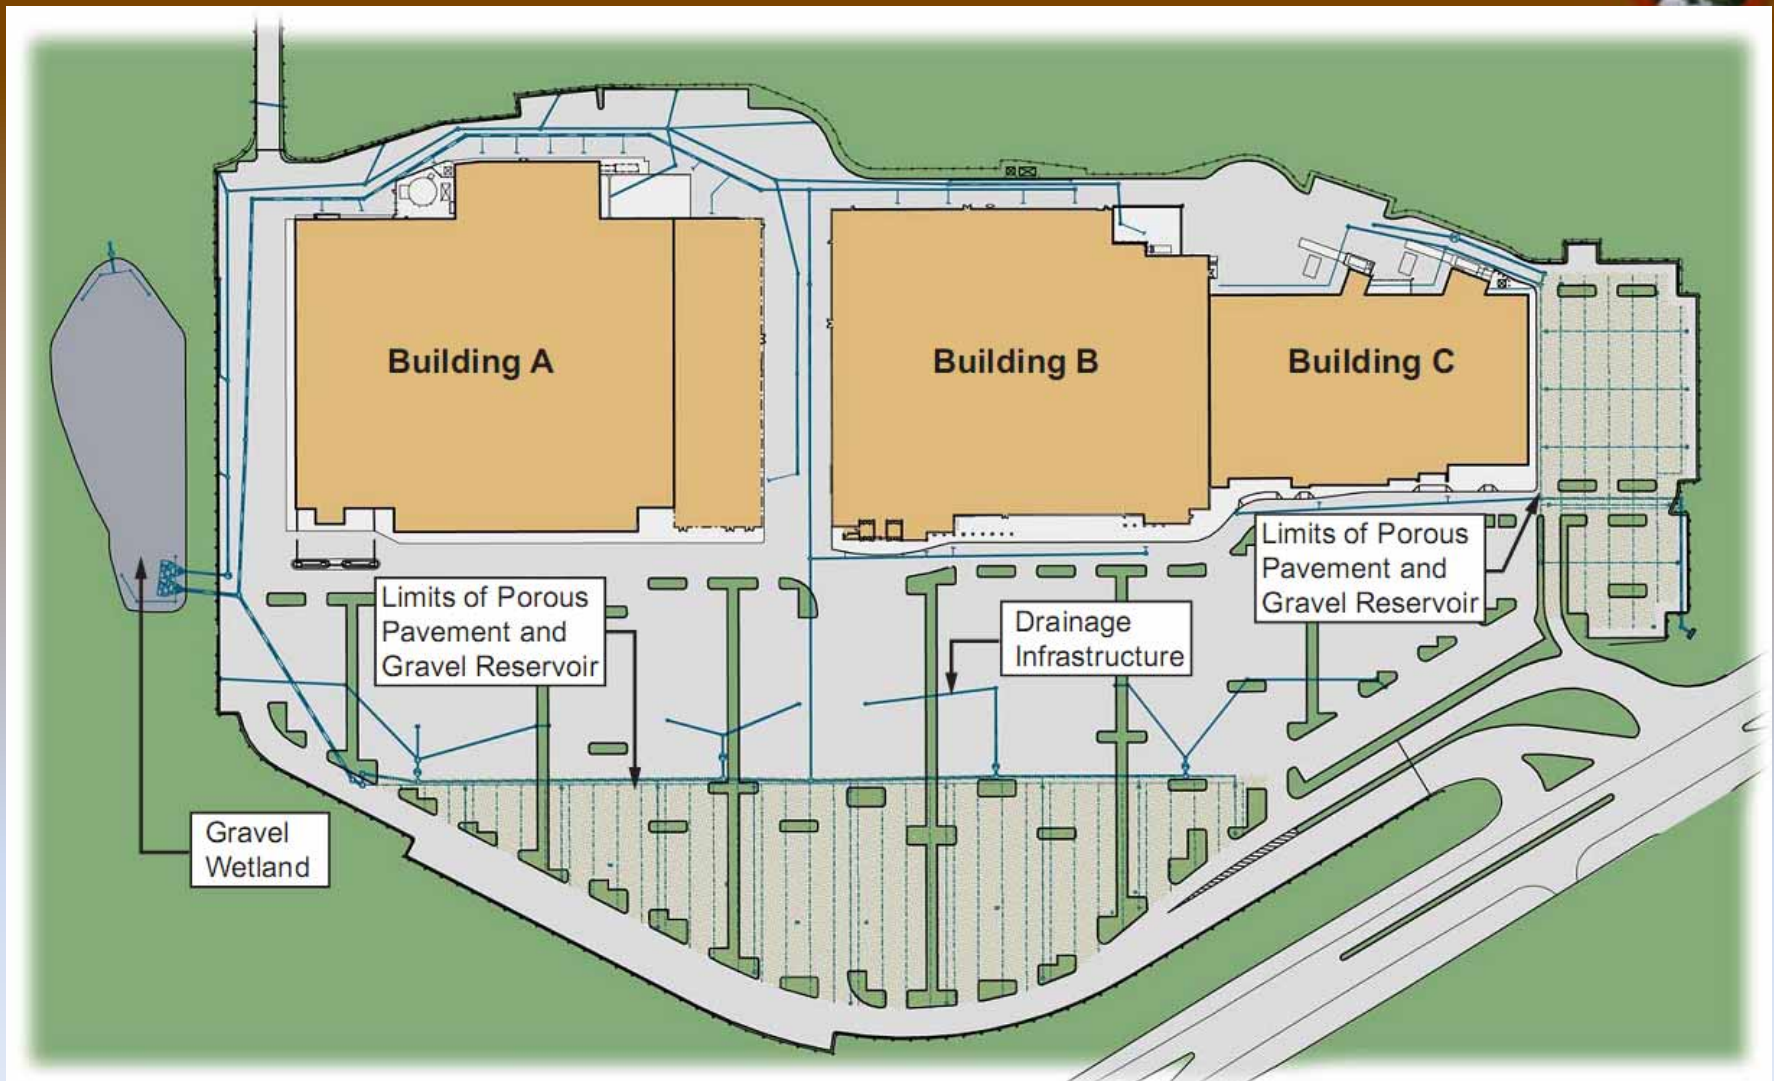 Building A
Building B
Building C
Limits of Porous
Pavement and
Gravel Reservoir
Limits of Porous
Pavement and
Gravel Reservoir
Drainage
Infrastructure
Gravel
Wetland